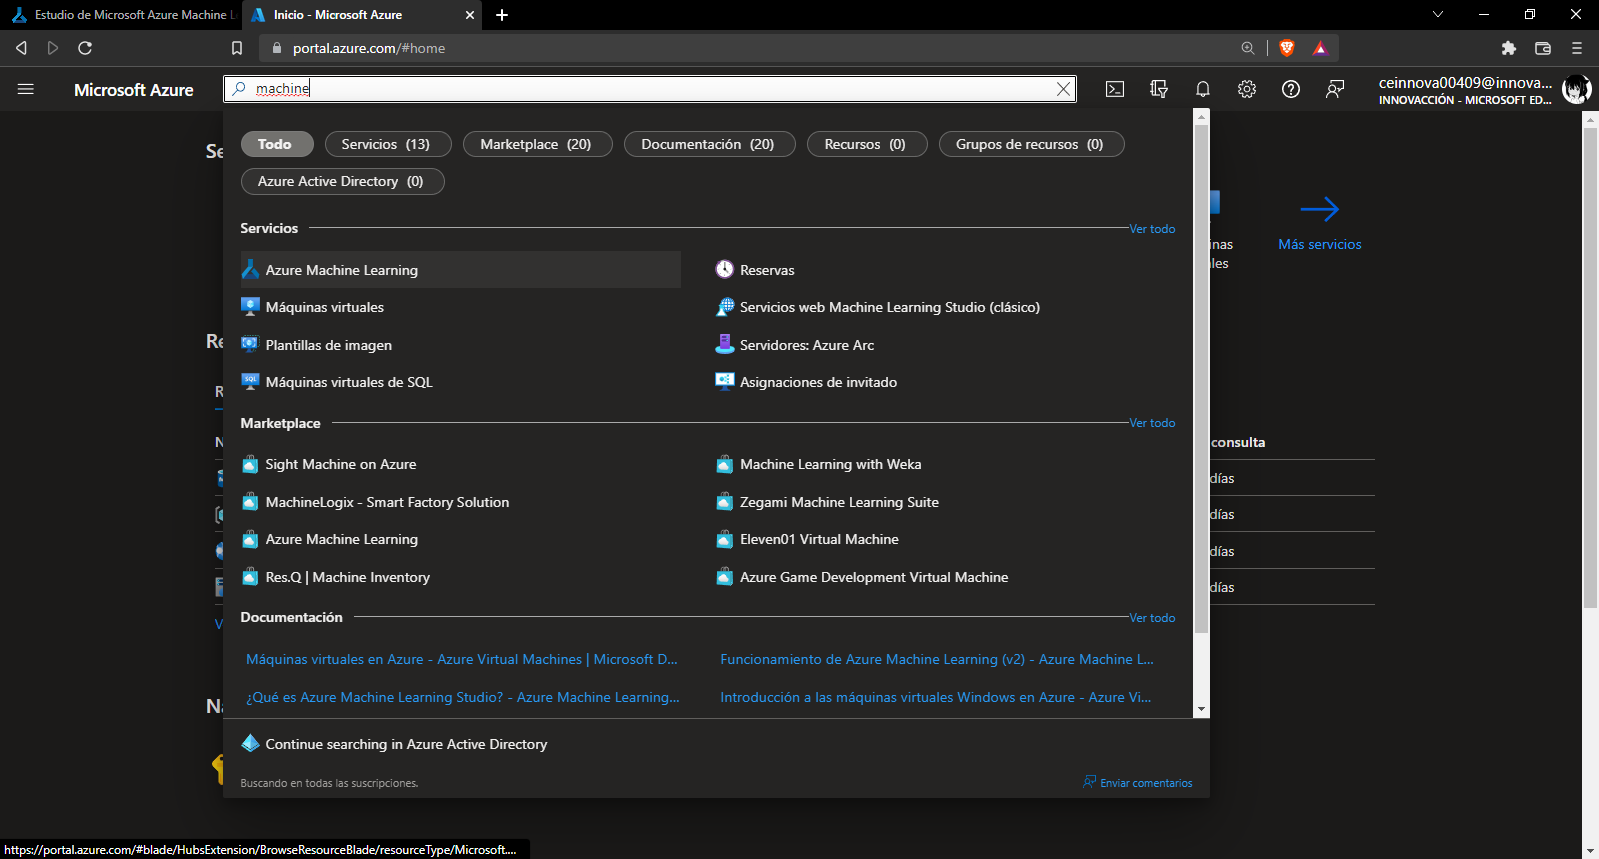 Estudio de Microsoft Azure Machine L
Inicio - Microsoft Azure
portal.azure.com/#home
Microsoft Azure
machine
ceinnova00409@innova...
INNOVACCIÓN - MICROSOFT ED...
Todo
Servicios (13)
Marketplace (20)
Documentación (20)
Recursos (0)
Grupos de recursos (0)
Azure Active Directory (0)
Servicios
Ver todo
Azure Machine Learning
Reservas
Máquinas virtuales
Servicios web Machine Learning Studio (clásico)
Plantillas de imagen
Servidores: Azure Arc
Máquinas virtuales de SQL
Asignaciones de invitado
Marketplace
Ver todo
Sight Machine on Azure
Machine Learning with Weka
MachineLogix - Smart Factory Solution
Zegami Machine Learning Suite
Azure Machine Learning
Eleven01 Virtual Machine
Res.Q | Machine Inventory
Azure Game Development Virtual Machine
Documentación
Ver todo
Máquinas virtuales en Azure - Azure Virtual Machines | Microsoft D...
Funcionamiento de Azure Machine Learning (v2) - Azure Machine L...
¿Qué es Azure Machine Learning Studio? - Azure Machine Learning...
Introducción a las máquinas virtuales Windows en Azure - Azure Vi...
Continue searching in Azure Active Directory
Buscando en todas las suscripciones.
Enviar comentarios
Se
inas
les
Más servicios
Re
R
N
consulta
días
días
días
días
V
Na
https://portal.azure.com/#blade/HubsExtension/BrowseResourceBlade/resourceType/Microsoft....